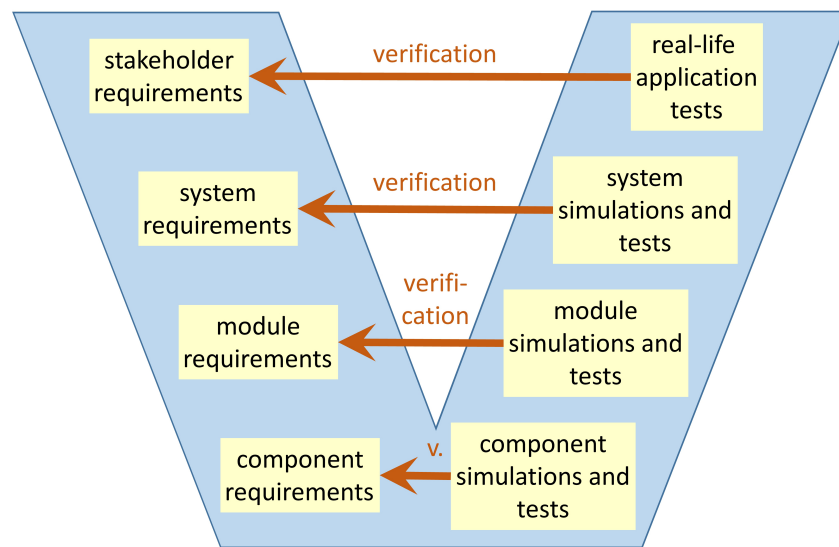 stakeholder
requirements
verification
real-life
application
tests
system
requirements
verification
system
simulations and
tests
module
requirements
verifi-
cation
module
simulations and
tests
component
requirements
v.
component
simulations and
tests